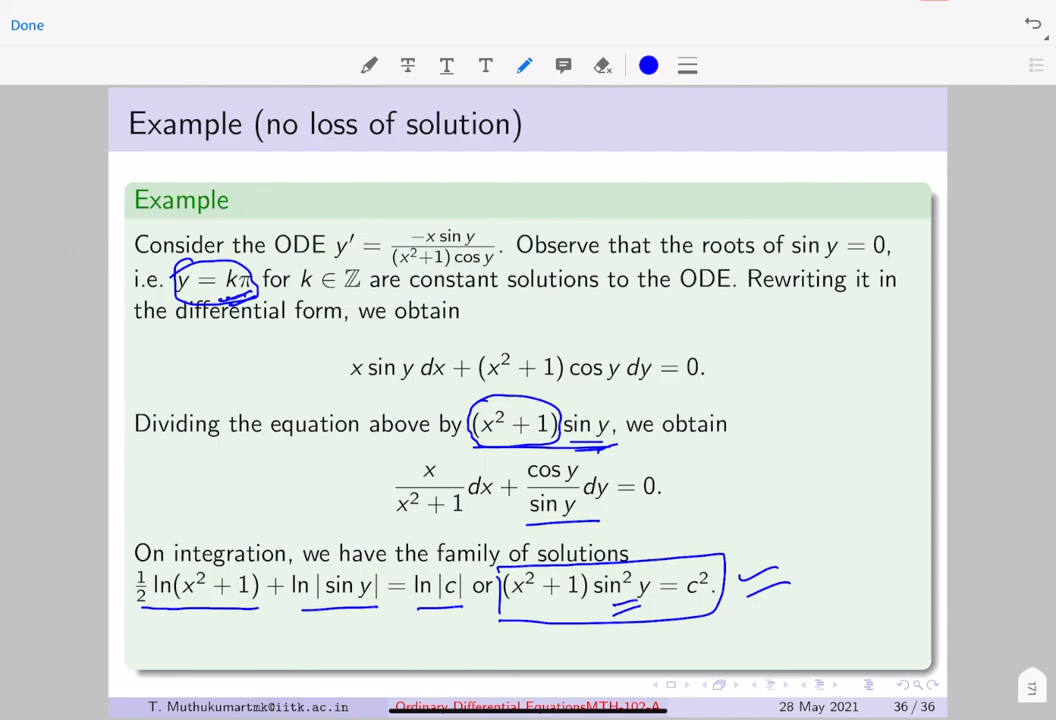 Done
T T T
Example (no loss of solution)
Example
Consider the ODE y′ = −x sin y / (x² + 1) cos y. Observe that the roots of sin y = 0,
i.e. y = kπ for k ∈ ℤ are constant solutions to the ODE. Rewriting it in
the differential form, we obtain
x sin y dx + (x² + 1) cos y dy = 0.
Dividing the equation above by (x² + 1) sin y, we obtain
x / x² + 1 dx + cos y / sin y dy = 0.
On integration, we have the family of solutions
½ ln(x² + 1) + ln | sin y| = ln |c| or (x² + 1) sin² y = c².
T. Muthukumartmk@iitk.ac.in Ordinary Differential EquationsMTH-102-A 28 May 2021 36 / 36
171